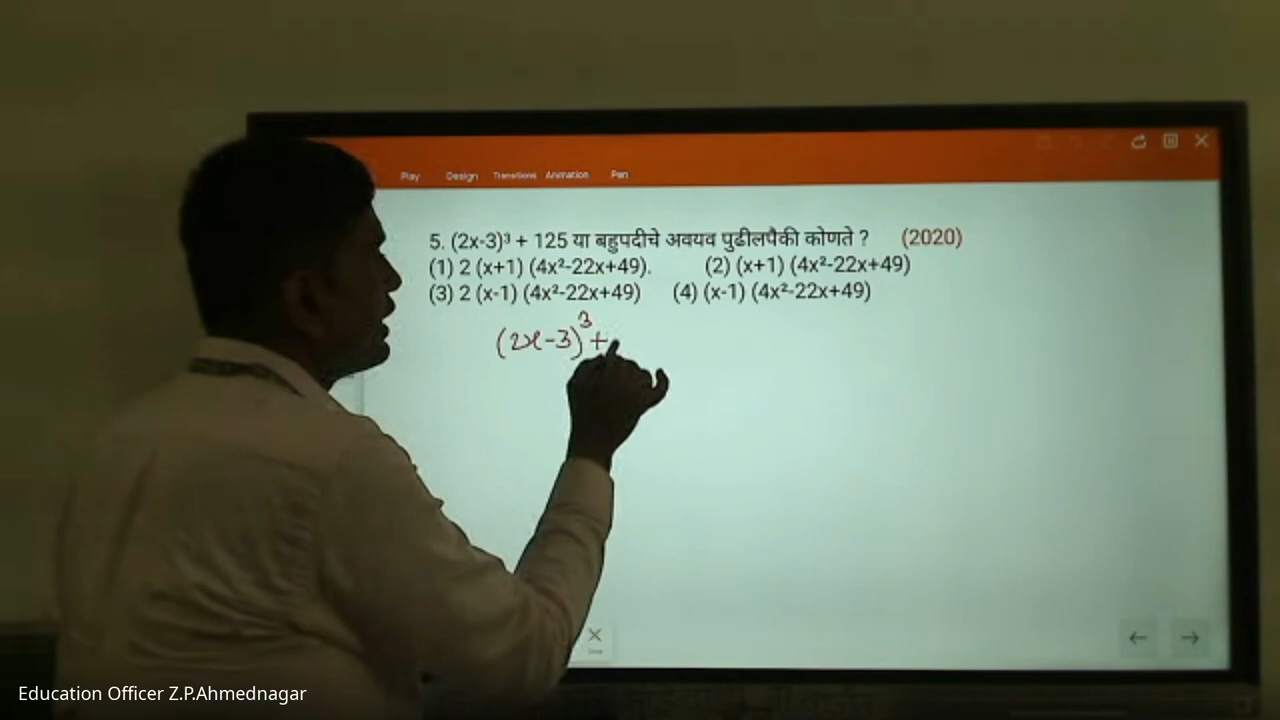 Play Design Transitions Animation Pen
5. (2x-3)³ + 125 या बहुपदीचे अवयव पुढीलपैकी कोणते ? (2020)
(1) 2 (x+1) (4x²-22x+49). (2) (x+1) (4x²-22x+49)
(3) 2 (x-1) (4x²-22x+49) (4) (x-1) (4x²-22x+49)
(2x-3)³+
Education Officer Z.P.Ahmednagar